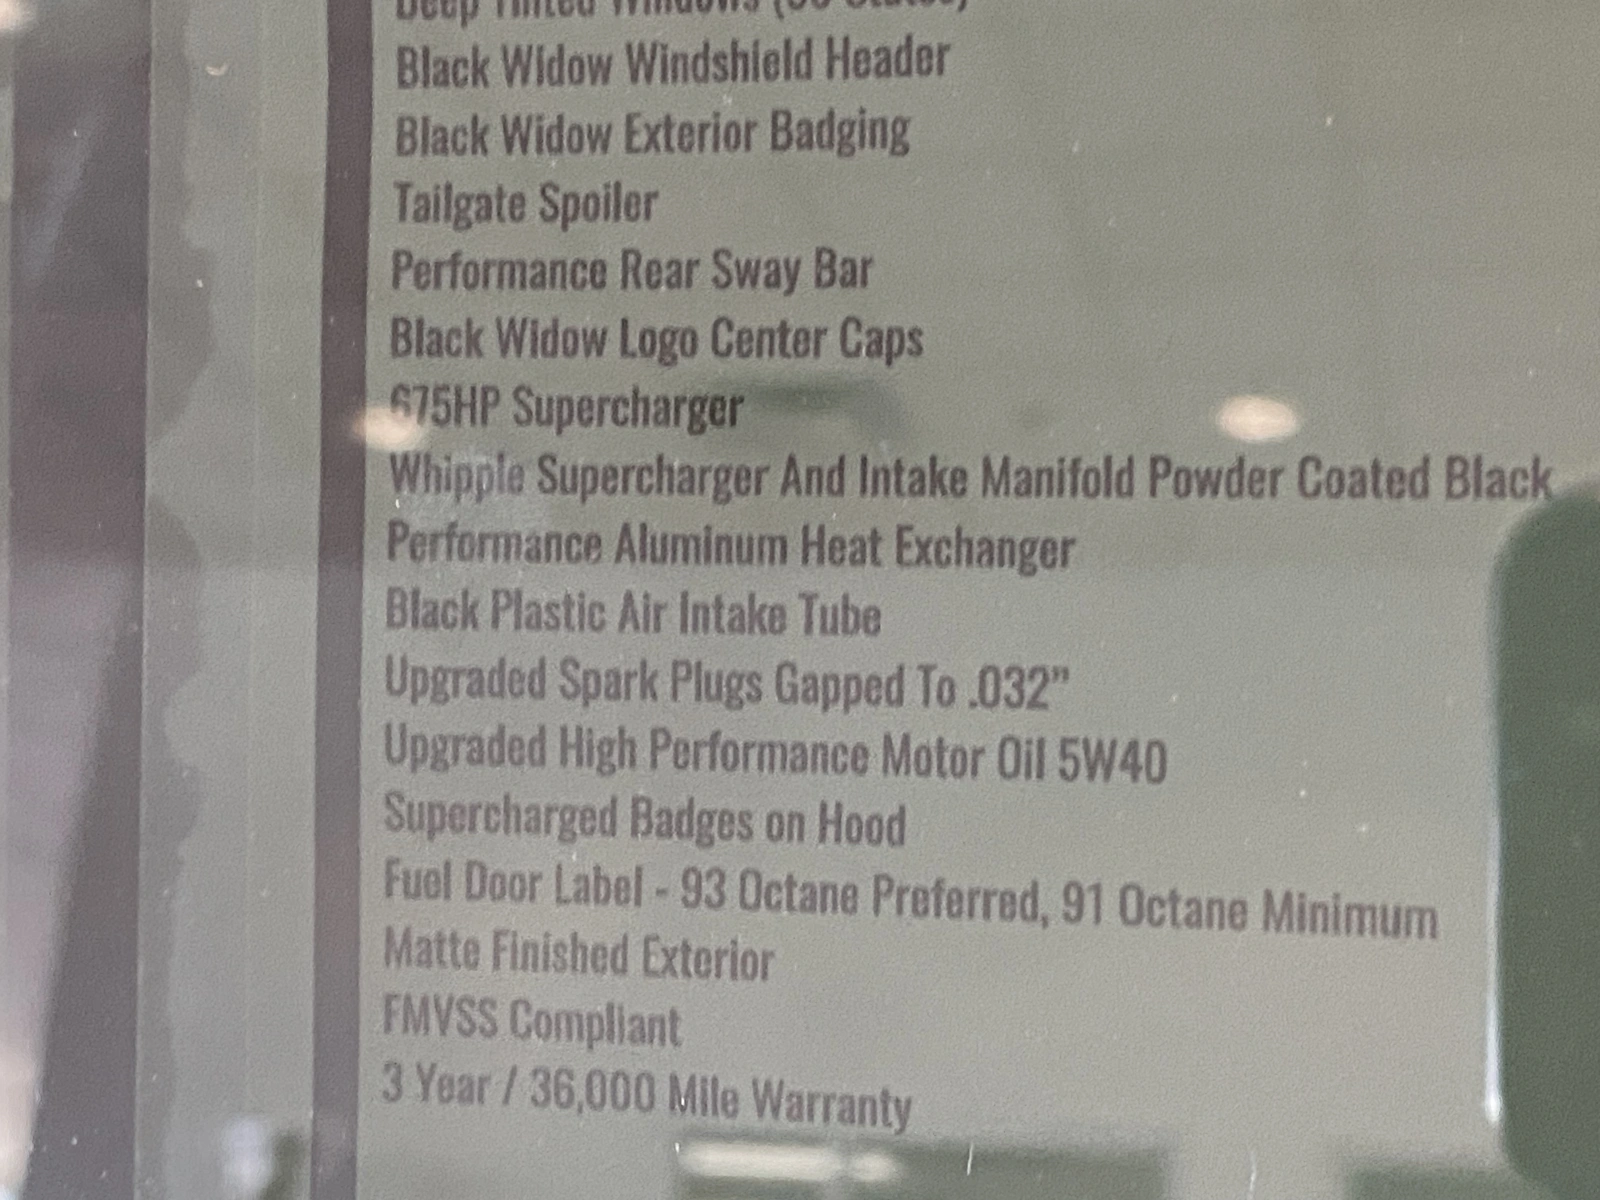 Deep Tinted Windows
Black Widow Windshield Header
Black Widow Exterior Badging
Tailgate Spoiler
Performance Rear Sway Bar
Black Widow Logo Center Caps
675HP Supercharger
Whipple Supercharger And Intake Manifold Powder Coated Black
Performance Aluminum Heat Exchanger
Black Plastic Air Intake Tube
Upgraded Spark Plugs Gapped To .032”
Upgraded High Performance Motor Oil 5W40
Supercharged Badges on Hood
Fuel Door Label - 93 Octane Preferred, 91 Octane Minimum
Matte Finished Exterior
FMVSS Compliant
3 Year / 36,000 Mile Warranty